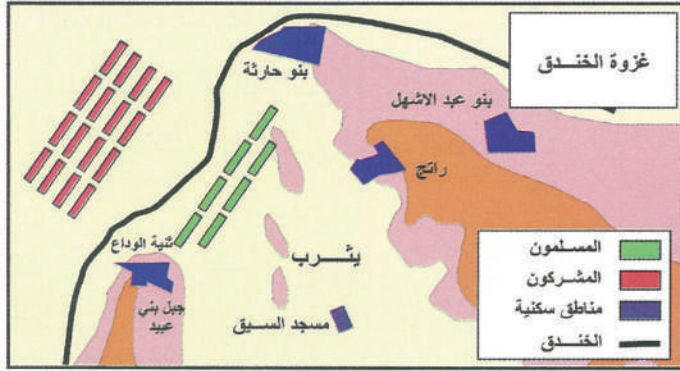 غزوة الخندق
بنو حارثة
بنو عبد الاشهل
راتج
ثنية الوداع
جبل بني
عبيد
يثرب
مسجد السبق
المسلمون
المشركون
مناطق سكنية
الخندق